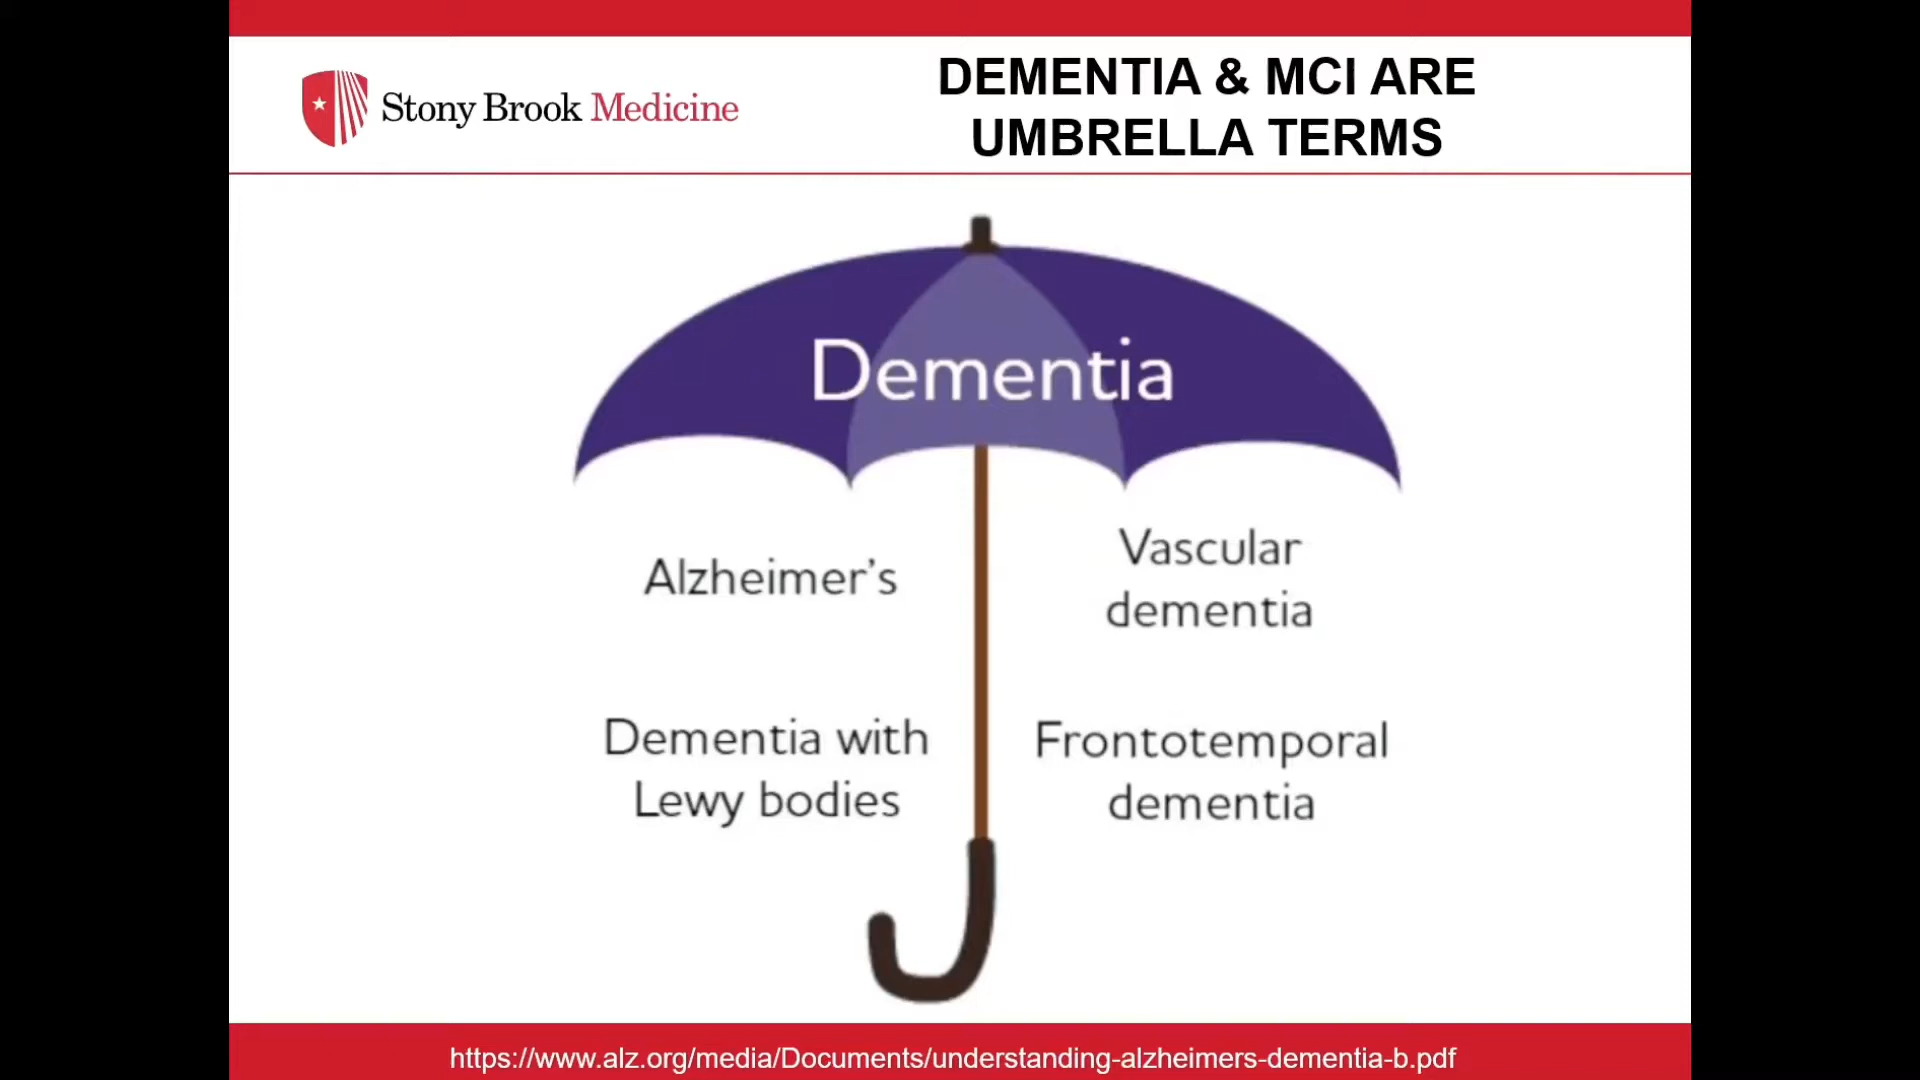 Stony Brook Medicine
DEMENTIA & MCI ARE
UMBRELLA TERMS
Dementia
Alzheimer's
Vascular
dementia
Dementia with
Lewy bodies
Frontotemporal
dementia
https://www.alz.org/media/Documents/understanding-alzheimers-dementia-b.pdf